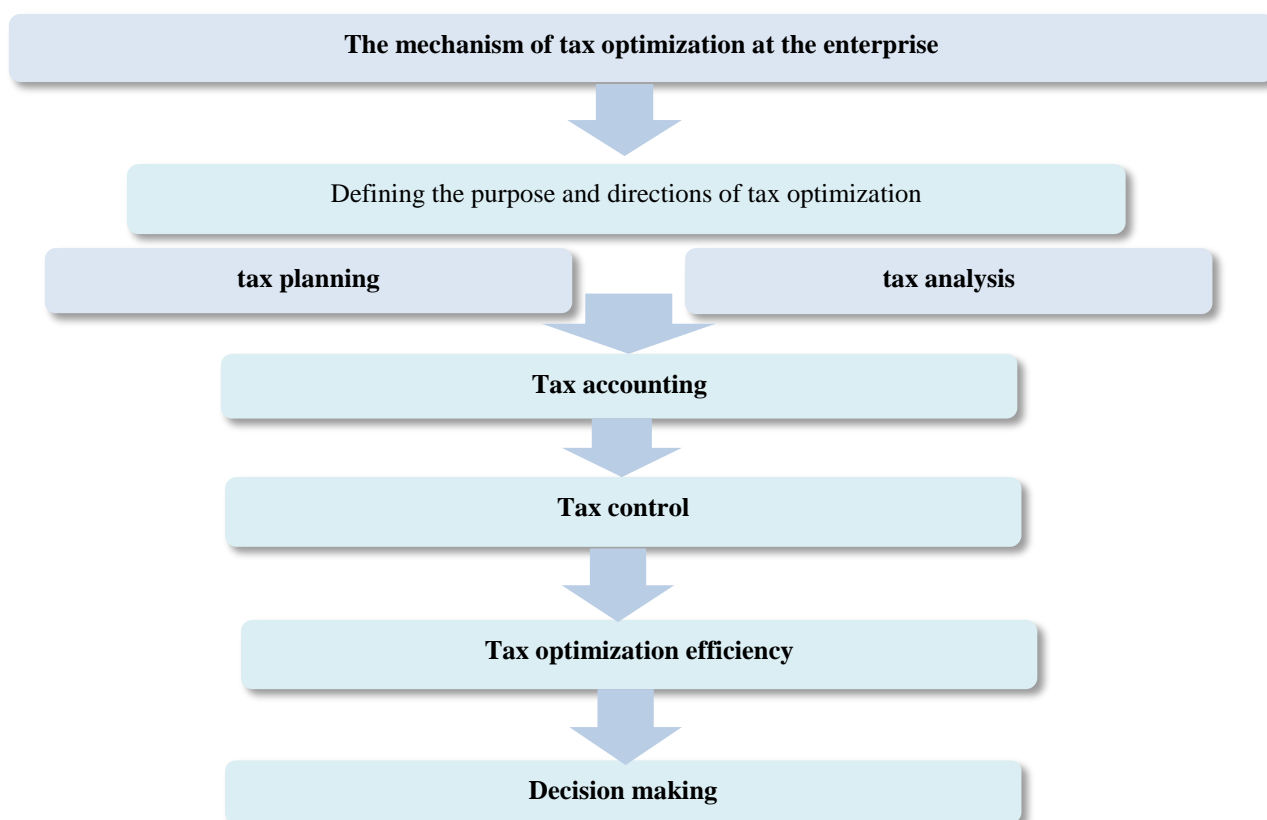 The mechanism of tax optimization at the enterprise
Defining the purpose and directions of tax optimization
tax planning
tax analysis
Tax accounting
Tax control
Tax optimization efficiency
Decision making